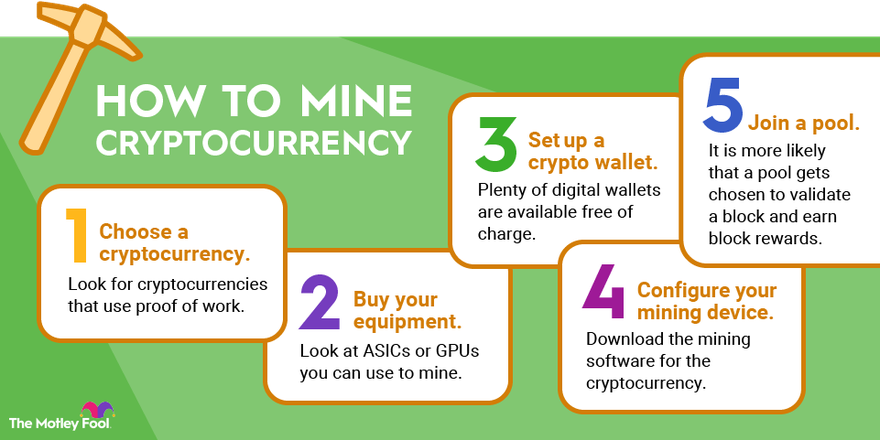 HOW TO MINE
CRYPTOCURRENCY
1
Choose a
cryptocurrency.
Look for cryptocurrencies
that use proof of work.
2
Buy your
equipment.
Look at ASICs or GPUs
you can use to mine.
3
Set up a
crypto wallet.
Plenty of digital wallets
are available free of
charge.
4
Configure your
mining device.
Download the mining
software for the
cryptocurrency.
5
Join a pool.
It is more likely
that a pool gets
chosen to validate
a block and earn
block rewards.
The Motley Fool.